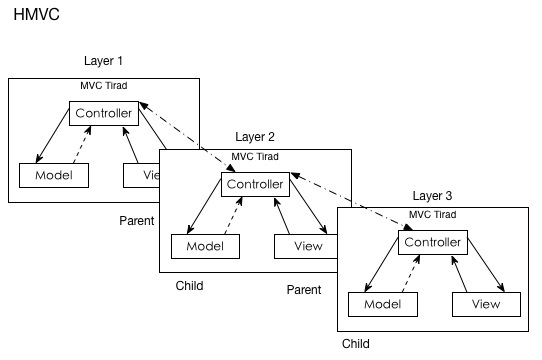 HMVC
Layer 1
MVC Tirad
Controller
Model
Vie
Parent
Layer 2
MVC Tirad
Controller
Model
View
Child
Parent
Layer 3
MVC Tirad
Controller
Model
View
Child